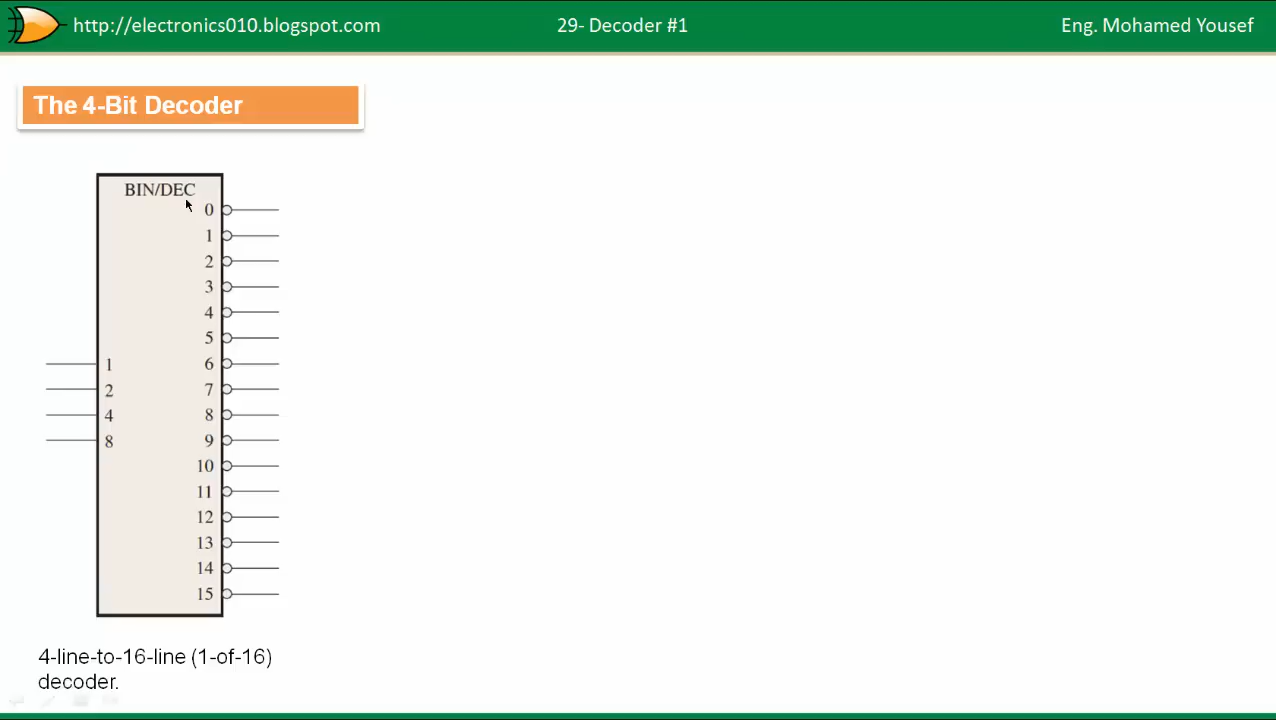 http://electronics010.blogspot.com
29- Decoder #1
Eng. Mohamed Yousef
The 4-Bit Decoder
BIN/DEC
0
1
2
3
4
5
1 6
2 7
4 8
8 9
10
11
12
13
14
15
4-line-to-16-line (1-of-16)
decoder.